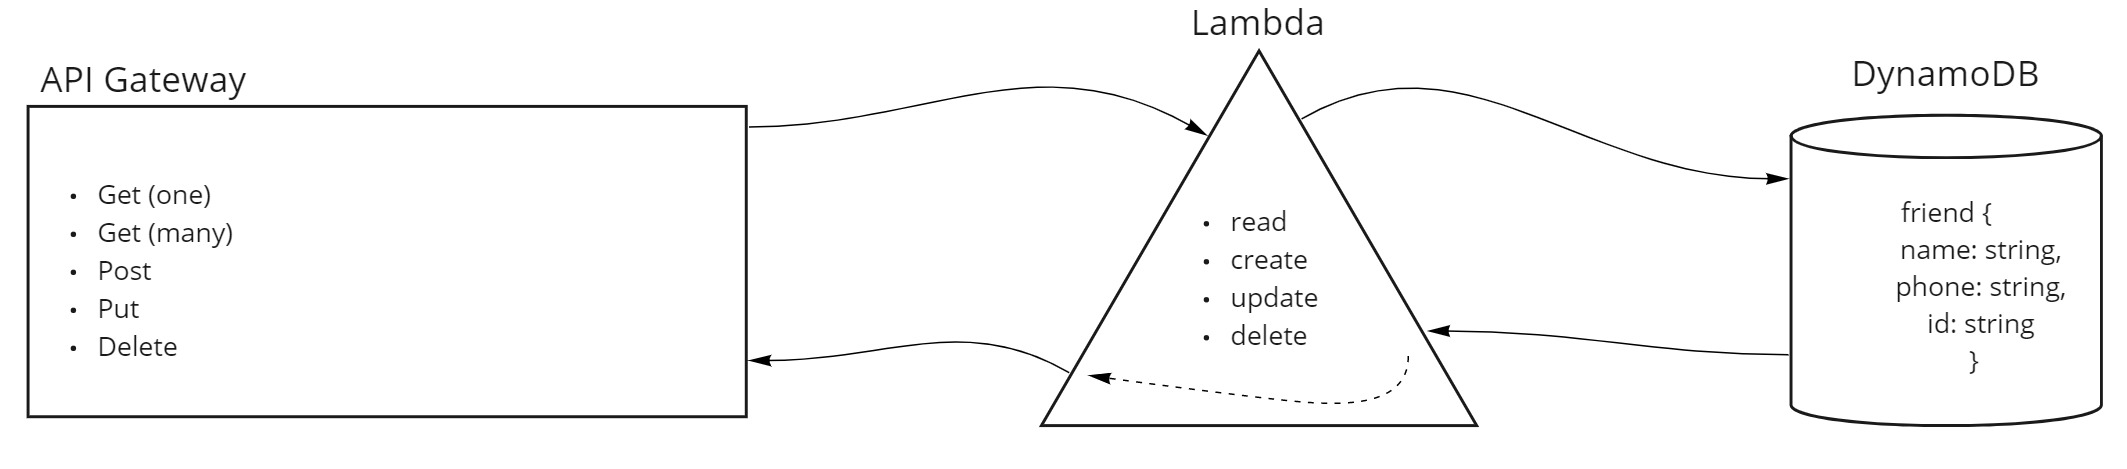 API Gateway
• Get (one)
• Get (many)
• Post
• Put
• Delete
Lambda
• read
• create
• update
• delete
DynamoDB
friend {
name: string,
phone: string,
id: string
}